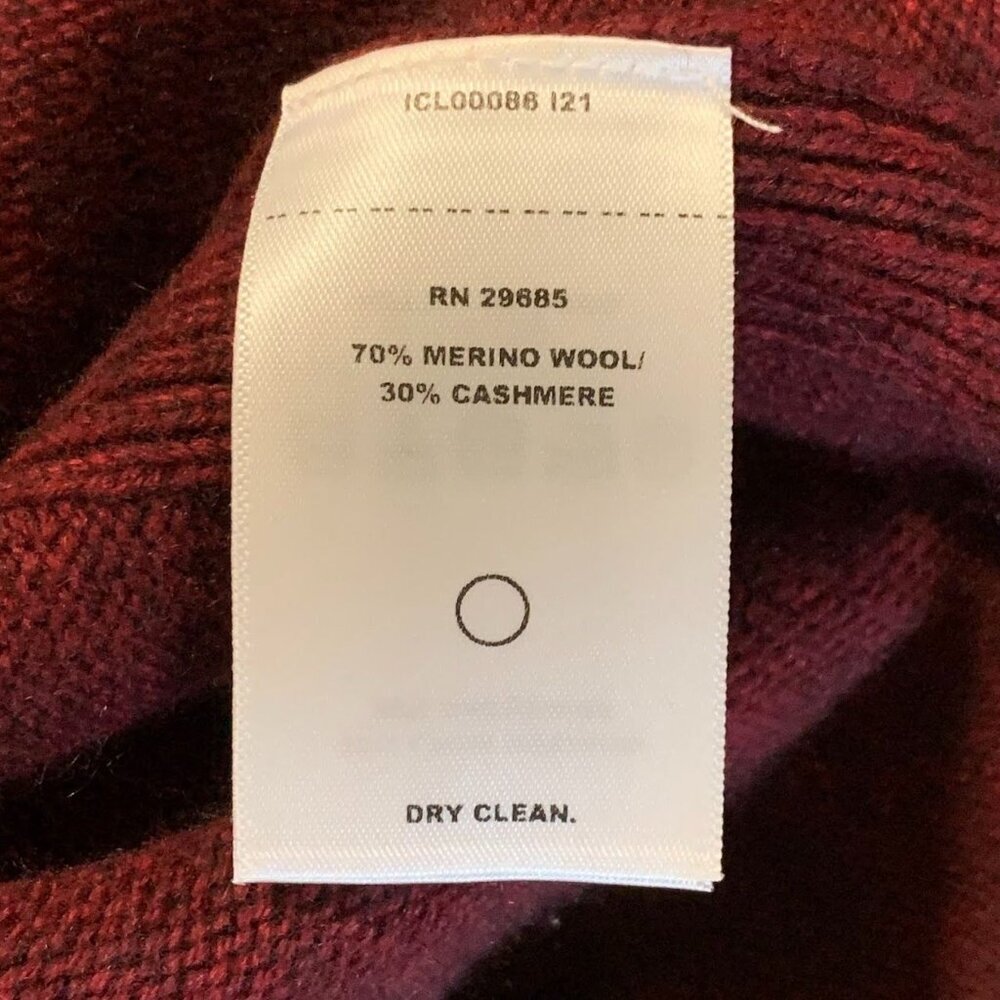 ICL00086 I21
RN 29685
70% MERINO WOOL/
30% CASHMERE
DRY CLEAN.